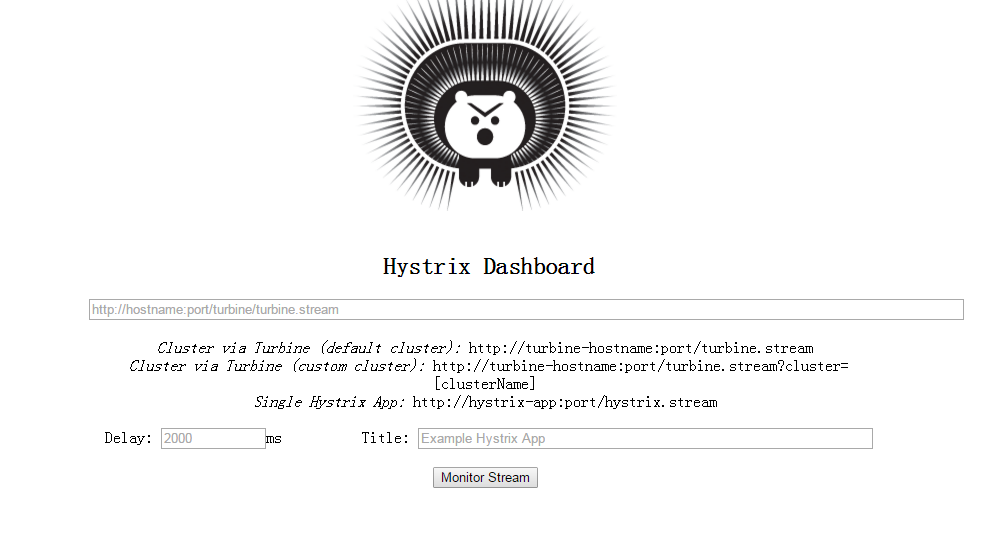 Hystrix Dashboard
http://hostname:port/turbine/turbine.stream
Cluster via Turbine (default cluster): http://turbine-hostname:port/turbine.stream
Cluster via Turbine (custom cluster): http://turbine-hostname:port/turbine.stream?cluster=
[clusterName]
Single Hystrix App: http://hystrix-app:port/hystrix.stream
Delay: 2000 ms Title: Example Hystrix App
Monitor Stream